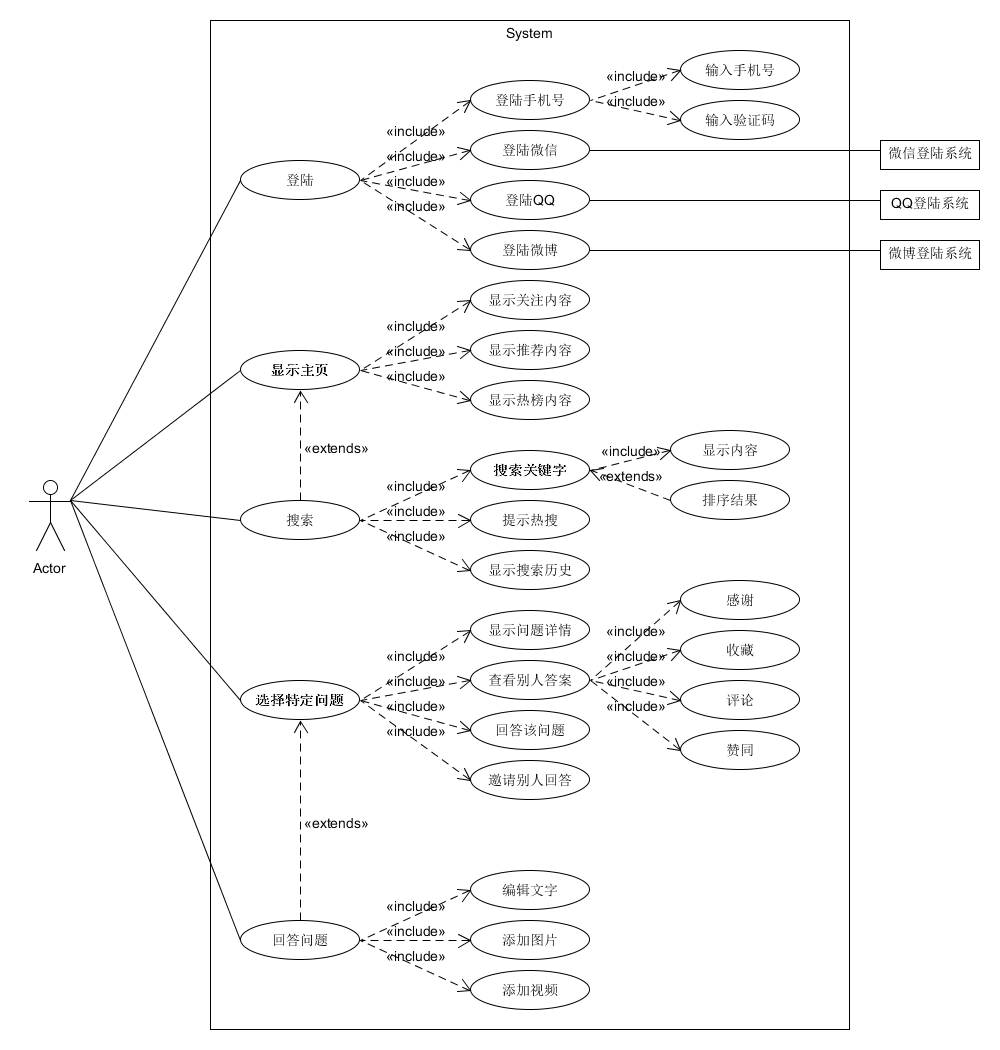 System
输入手机号
«include»
登陆手机号
«include»
输入验证码
«include»
登陆微信
微信登陆系统
«include»
登陆
«include»
登陆QQ
QQ登陆系统
«include»
登陆微博
微博登陆系统
显示关注内容
«include»
显示推荐内容
«include»
显示主页
«include»
显示热榜内容
«extends»
«include»
显示内容
搜索关键字
«extends»
«include»
排序结果
搜索
«include»
提示热搜
«include»
显示搜索历史
Actor
感谢
显示问题详情
«include»
«include»
收藏
«include»
查看别人答案
«include»
评论
«include»
选择特定问题
«include»
回答该问题
«include»
赞同
«include»
邀请别人回答
«extends»
编辑文字
«include»
回答问题
«include»
添加图片
«include»
添加视频